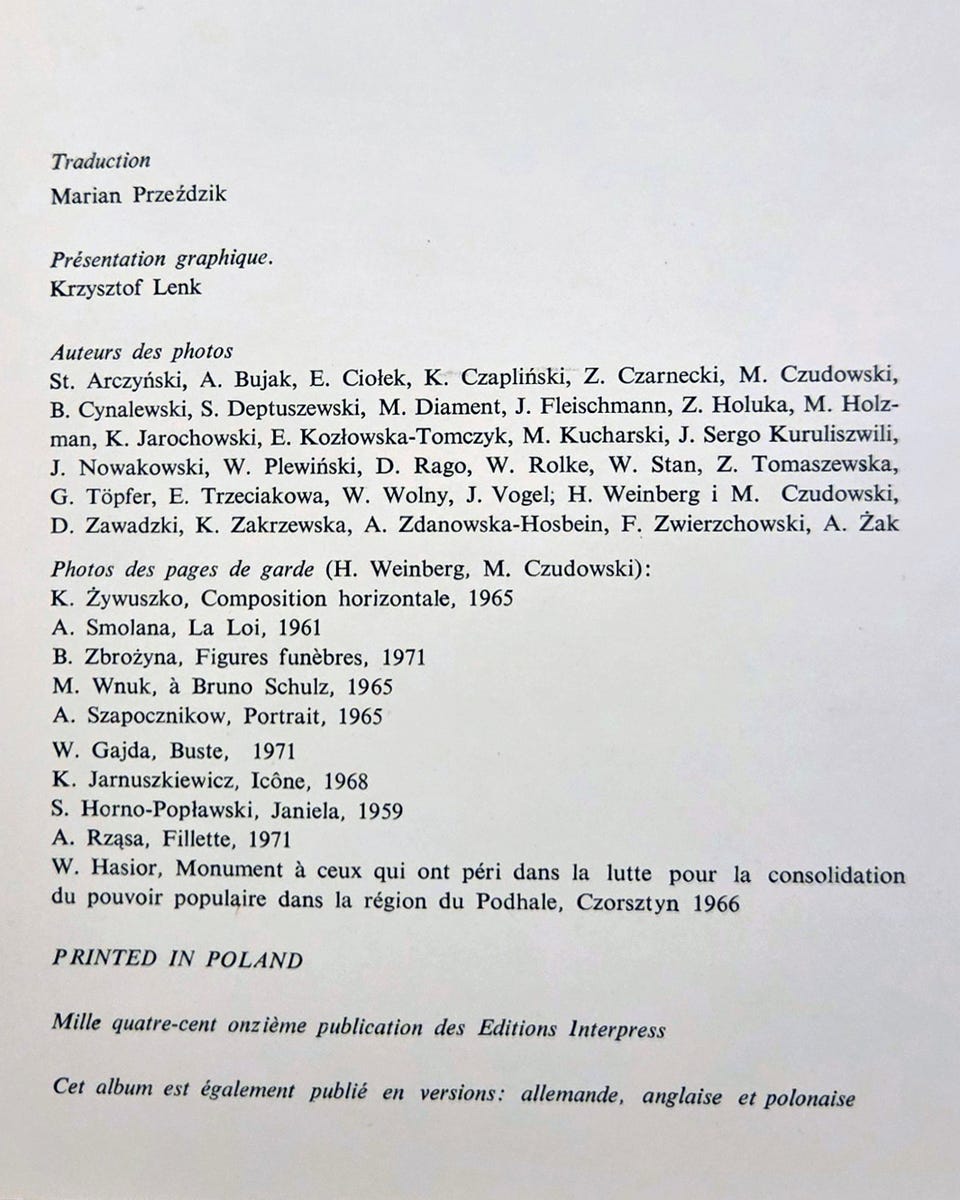 Traduction
Marian Przeździk
Présentation graphique.
Krzysztof Lenk
Auteurs des photos
St. Arczyński, A. Bujak, E. Ciołek, K. Czapliński, Z. Czarnecki, M. Czudowski,
B. Cynalewski, S. Deptuszewski, M. Diament, J. Fleischmann, Z. Holuka, M. Holz-
man, K. Jarochowski, E. Kozłowska-Tomczyk, M. Kucharski, J. Sergo Kuruliszwili,
J. Nowakowski, W. Plewiński, D. Rago, W. Rolke, W. Stan, Z. Tomaszewska,
G. Töpfer, E. Trzeciakowa, W. Wolny, J. Vogel; H. Weinberg i M. Czudowski,
D. Zawadzki, K. Zakrzewska, A. Zdanowska-Hosbein, F. Zwierzchowski, A. Żak
Photos des pages de garde (H. Weinberg, M. Czudowski):
K. Żywuszko, Composition horizontale, 1965
A. Smolana, La Loi, 1961
B. Zbrożyna, Figures funèbres, 1971
M. Wnuk, à Bruno Schulz, 1965
A. Szapocznikow, Portrait, 1965
W. Gajda, Buste, 1971
K. Jarnuszkiewicz, Icône, 1968
S. Horno-Popławski, Janiela, 1959
A. Rząsa, Fillette, 1971
W. Hasior, Monument à ceux qui ont péri dans la lutte pour la consolidation
du pouvoir populaire dans la région du Podhale, Czorsztyn 1966
PRINTED IN POLAND
Mille quatre-cent onzième publication des Editions Interpress
Cet album est également publié en versions: allemande, anglaise et polonaise